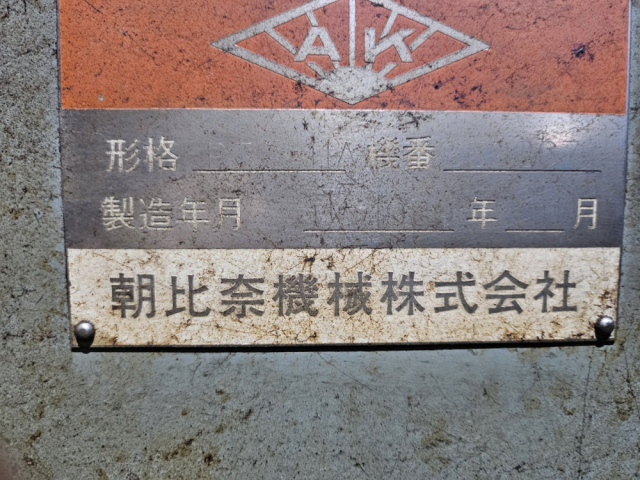 AK
形格 機番
製造年月 年 月
朝比奈機械株式会社